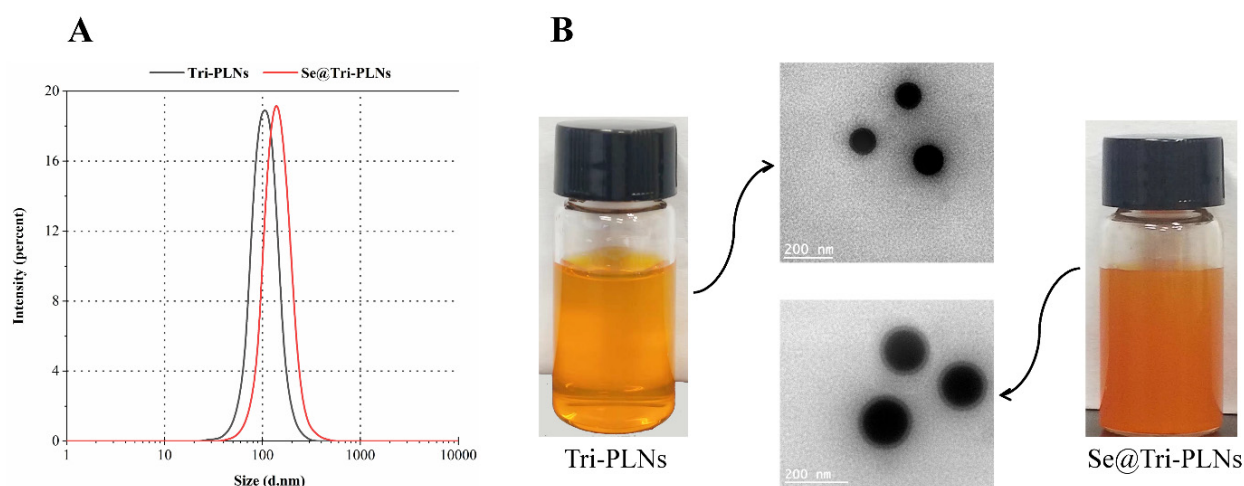 A
B
Tri-PLNs Se@Tri-PLNs
20
16
12
8
4
0
Intensity (percent)
1 10 100 1000 10000
Size (d.nm)
200 nm
200 nm
Tri-PLNs
Se@Tri-PLNs